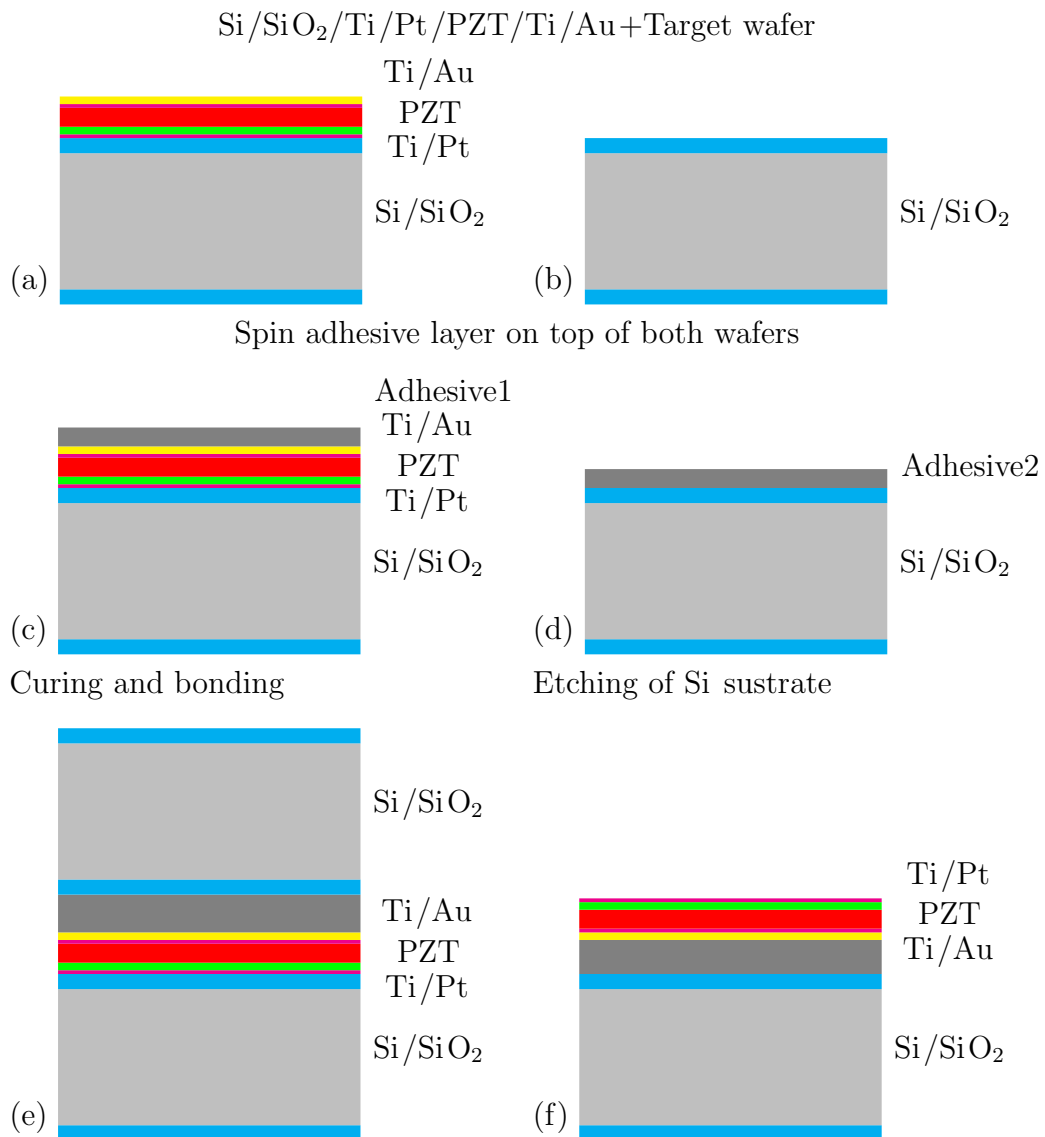 Si/SiO₂/Ti/Pt/PZT/Ti/Au+Target wafer
Ti/Au
PZT
Ti/Pt
Si/SiO₂
(a)
Si/SiO₂
(b)
Spin adhesive layer on top of both wafers
Adhesive1
Ti/Au
PZT
Ti/Pt
Si/SiO₂
(c)
Adhesive2
Si/SiO₂
(d)
Curing and bonding
Etching of Si sustrate
Si/SiO₂
Ti/Au
PZT
Ti/Pt
Si/SiO₂
(e)
Ti/Pt
PZT
Ti/Au
Si/SiO₂
(f)